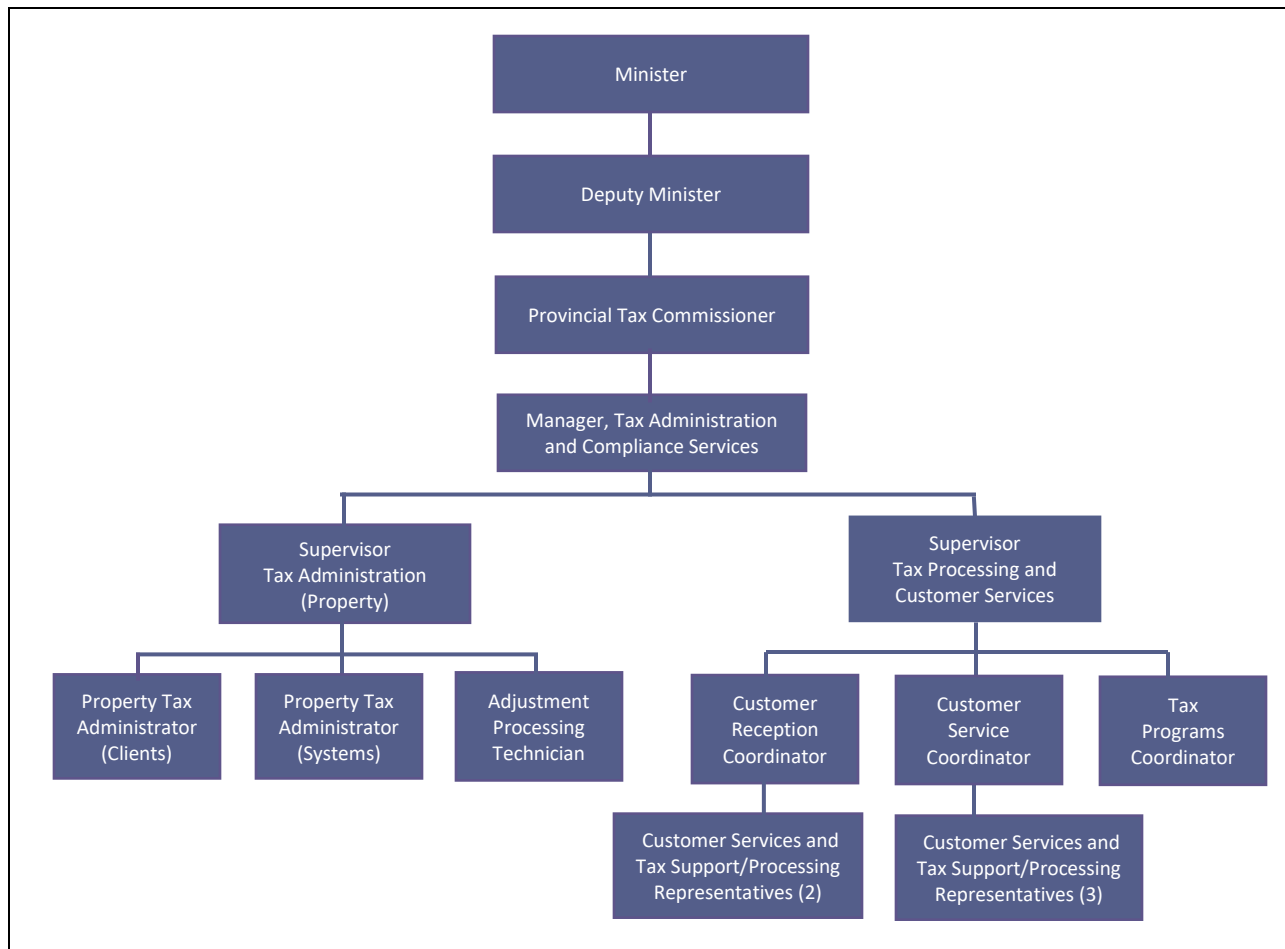 Minister
Deputy Minister
Provincial Tax Commissioner
Manager, Tax Administration
and Compliance Services
Supervisor
Tax Administration
(Property)
Supervisor
Tax Processing and
Customer Services
Property Tax
Administrator
(Clients)
Property Tax
Administrator
(Systems)
Adjustment
Processing
Technician
Customer
Reception
Coordinator
Customer
Service
Coordinator
Tax
Programs
Coordinator
Customer Services and
Tax Support/Processing
Representatives (2)
Customer Services and
Tax Support/Processing
Representatives (3)